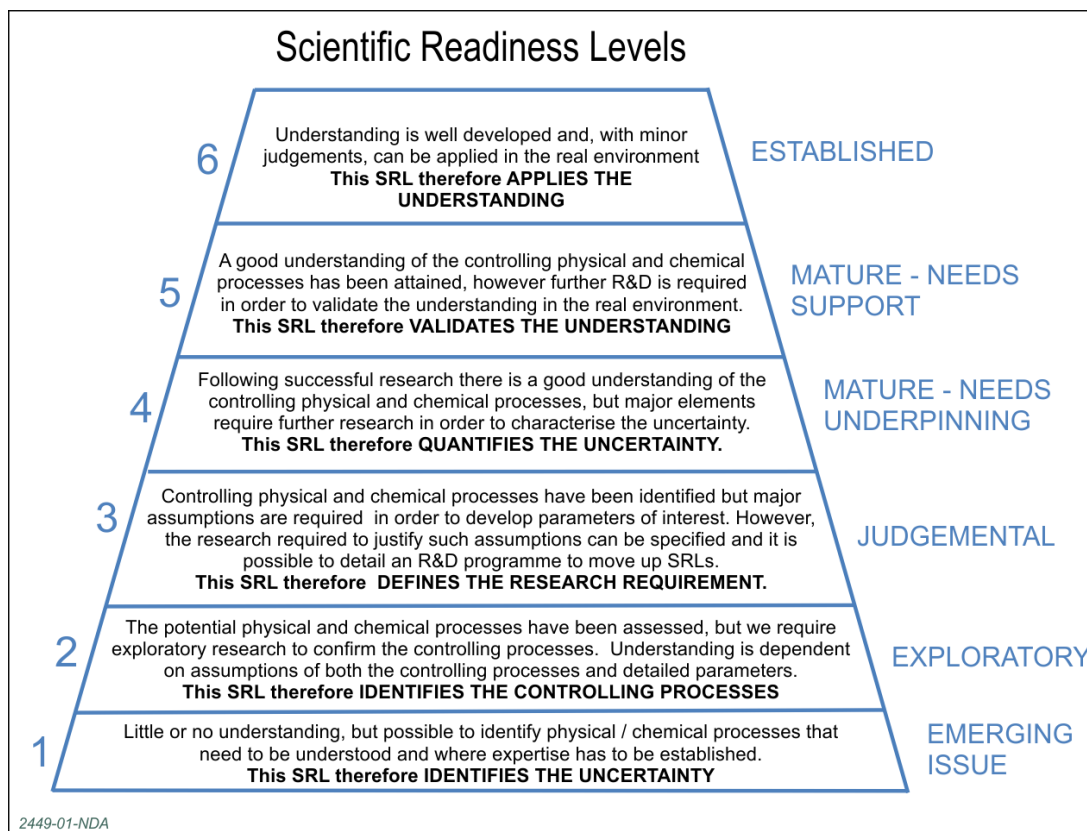 Scientific Readiness Levels
6
Understanding is well developed and, with minor
judgements, can be applied in the real environment
This SRL therefore APPLIES THE
UNDERSTANDING
ESTABLISHED
5
A good understanding of the controlling physical and chemical
processes has been attained, however further R&D is required
in order to validate the understanding in the real environment.
This SRL therefore VALIDATES THE UNDERSTANDING
MATURE - NEEDS
SUPPORT
4
Following successful research there is a good understanding of the
controlling physical and chemical processes, but major elements
require further research in order to characterise the uncertainty.
This SRL therefore QUANTIFIES THE UNCERTAINTY.
MATURE - NEEDS
UNDERPINNING
3
Controlling physical and chemical processes have been identified but major
assumptions are required in order to develop parameters of interest. However,
the research required to justify such assumptions can be specified and it is
possible to detail an R&D programme to move up SRLs.
This SRL therefore DEFINES THE RESEARCH REQUIREMENT.
JUDGEMENTAL
2
The potential physical and chemical processes have been assessed, but we require
exploratory research to confirm the controlling processes. Understanding is dependent
on assumptions of both the controlling processes and detailed parameters.
This SRL therefore IDENTIFIES THE CONTROLLING PROCESSES
EXPLORATORY
1
Little or no understanding, but possible to identify physical / chemical processes that
need to be understood and where expertise has to be established.
This SRL therefore IDENTIFIES THE UNCERTAINTY
EMERGING
ISSUE
2449-01-NDA